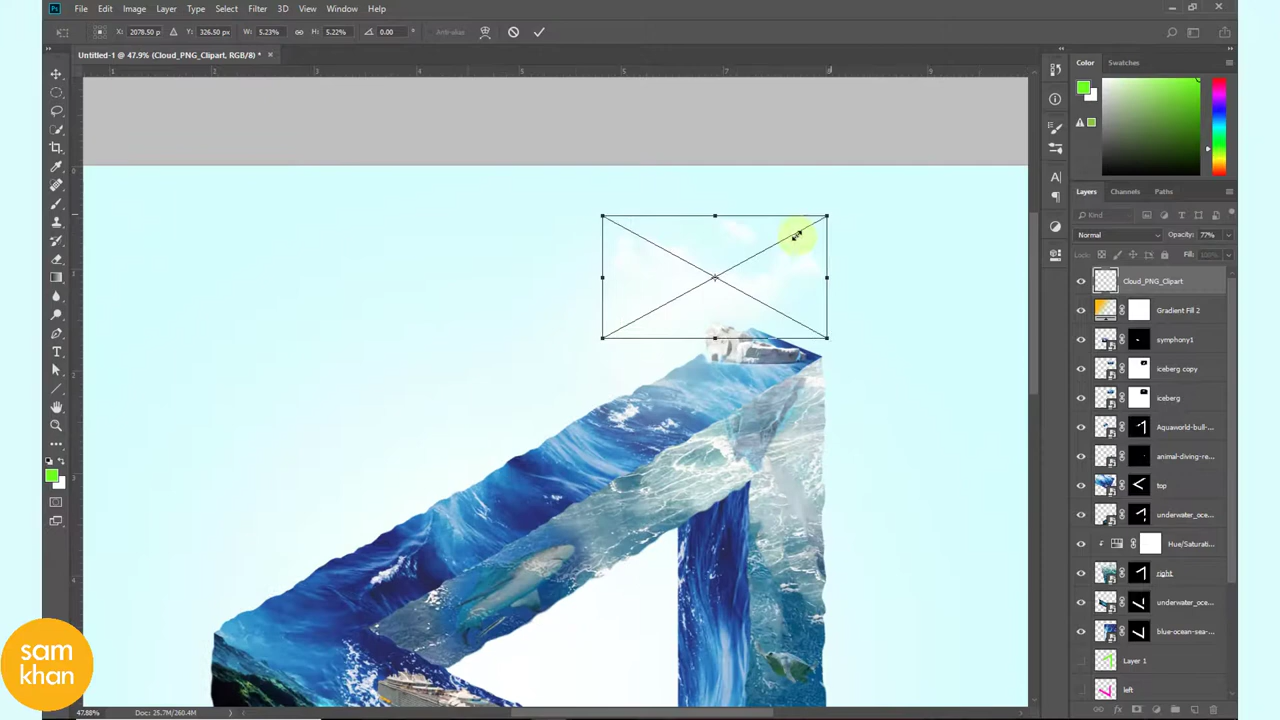 Ps File Edit Image Layer Type Select Filter 3D View Window Help
X: 2078.50 p Y: 326.50 px W: 5.23% H: 5.22% 0.00 ° Anti-alias
Untitled-1 @ 47.9% (Cloud_PNG_Clipart, RGB/8) * ×
Color Swatches
Layers Channels Paths
Kind
Normal Opacity: 77%
Lock: Fill:
Cloud_PNG_Clipart
Gradient Fill 2
symphony1
iceberg copy
iceberg
Aquaworld-bull-...
animal-diving-re...
top
underwater_oce...
Hue/Saturati...
right
underwater_oce...
blue-ocean-sea-...
Layer 1
left
sam
khan
47.88% Doc: 25.7M/260.4M